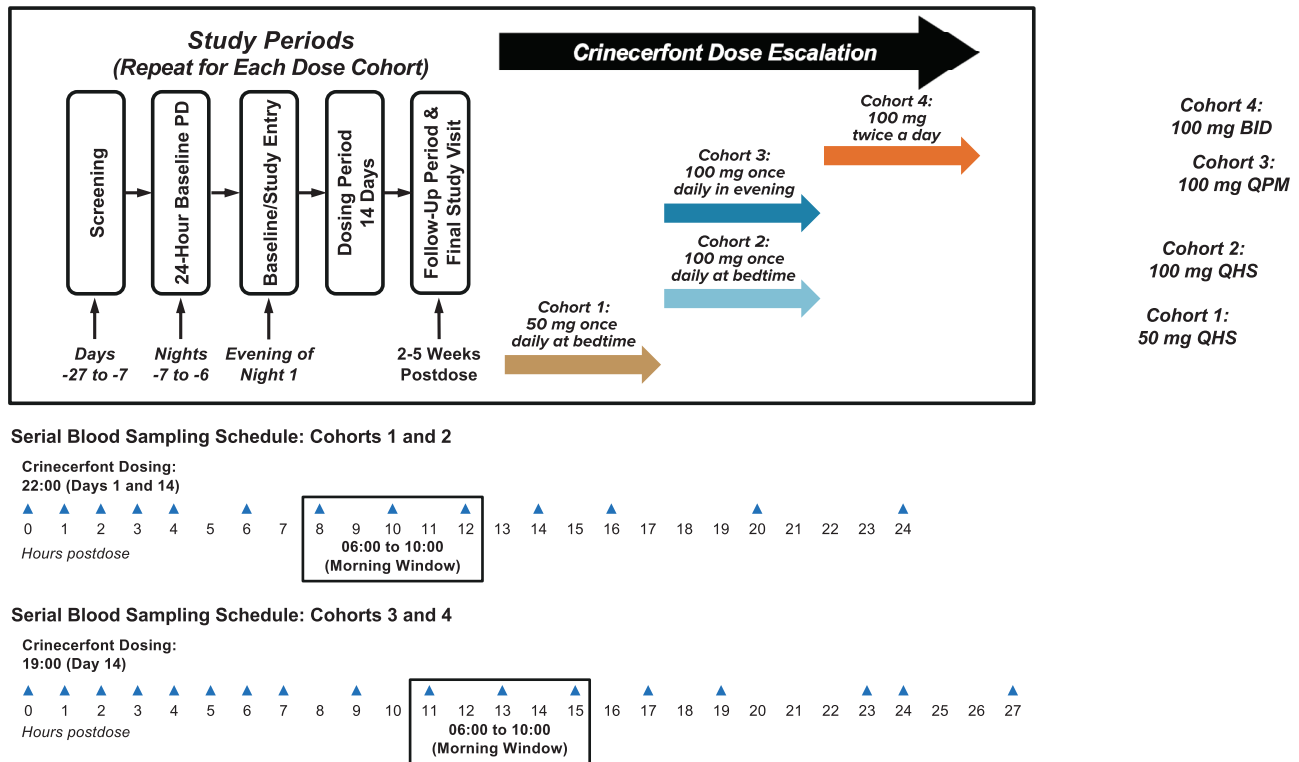 Study Periods
(Repeat for Each Dose Cohort)
Screening
24-Hour Baseline PD
Baseline/Study Entry
Dosing Period
14 Days
Follow-Up Period &
Final Study Visit
Days
-27 to -7
Nights
-7 to -6
Evening of
Night 1
2-5 Weeks
Postdose
Crinecerfont Dose Escalation
Cohort 1:
50 mg once
daily at bedtime
Cohort 3:
100 mg once
daily in evening
Cohort 2:
100 mg once
daily at bedtime
Cohort 4:
100 mg
twice a day
Cohort 4:
100 mg BID
Cohort 3:
100 mg QPM
Cohort 2:
100 mg QHS
Cohort 1:
50 mg QHS
Serial Blood Sampling Schedule: Cohorts 1 and 2
Crinecerfont Dosing:
22:00 (Days 1 and 14)
0 1 2 3 4 5 6 7 8 9 10 11 12 13 14 15 16 17 18 19 20 21 22 23 24
Hours postdose
06:00 to 10:00
(Morning Window)
Serial Blood Sampling Schedule: Cohorts 3 and 4
Crinecerfont Dosing:
19:00 (Day 14)
0 1 2 3 4 5 6 7 8 9 10 11 12 13 14 15 16 17 18 19 20 21 22 23 24 25 26 27
Hours postdose
06:00 to 10:00
(Morning Window)